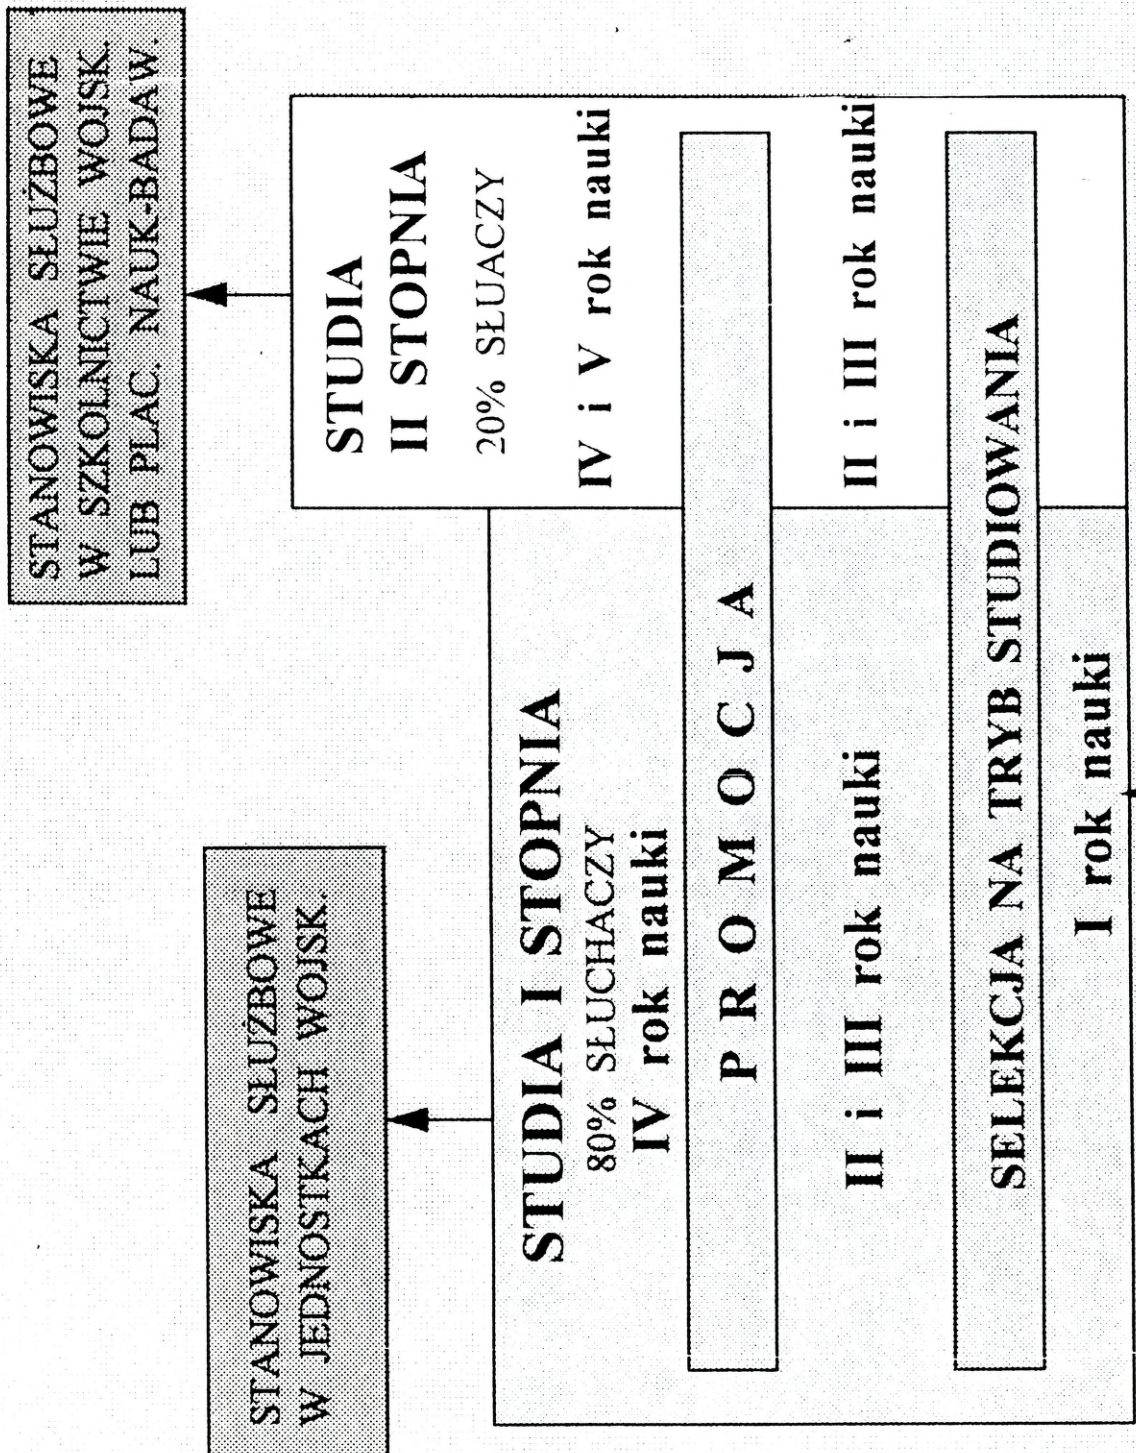 STANOWISKA SŁUŻBOWE
W SZKOLNICTWIE WOJSK.
LUB PLAC. NAUK-BADAW.
STANOWISKA SŁUŻBOWE
W JEDNOSTKACH WOJSK.
STUDIA
II STOPNIA
20% SŁUACZY
IV i V rok nauki
STUDIA I STOPNIA
80% SŁUCHACZY
IV rok nauki
P R O M O C J A
II i III rok nauki
II i III rok nauki
SELEKCJA NA TRYB STUDIOWANIA
I rok nauki